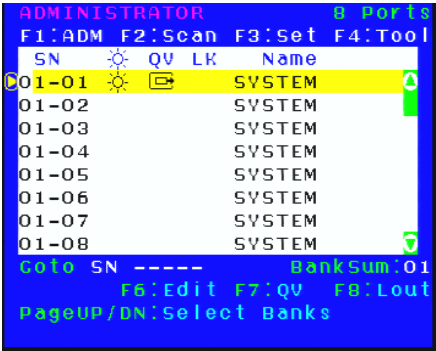 ADMINISTRATOR 8 Ports
F1:ADM F2:Scan F3:Set F4:Tool
SN QV LK Name
01-01 SYSTEM
01-02 SYSTEM
01-03 SYSTEM
01-04 SYSTEM
01-05 SYSTEM
01-06 SYSTEM
01-07 SYSTEM
01-08 SYSTEM
Goto SN ----- BankSum:01
F6:Edit F7:QV F8:Lout
PageUP/DN:Select Banks